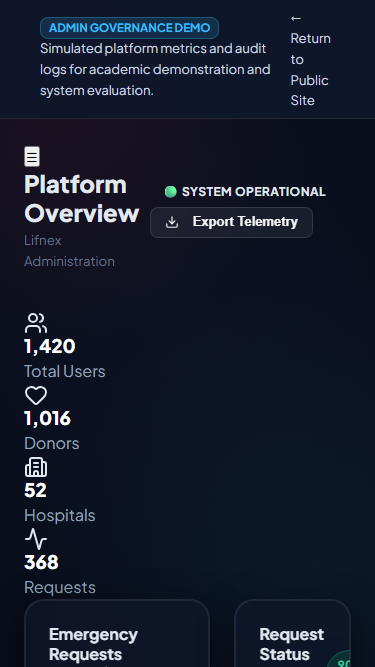 ADMIN GOVERNANCE DEMO
Simulated platform metrics and audit
logs for academic demonstration and
system evaluation.
←
Return
to
Public
Site
Platform
Overview
Lifnex
Administration
SYSTEM OPERATIONAL
Export Telemetry
1,420
Total Users
1,016
Donors
52
Hospitals
368
Requests
Emergency
Requests
Request
Status